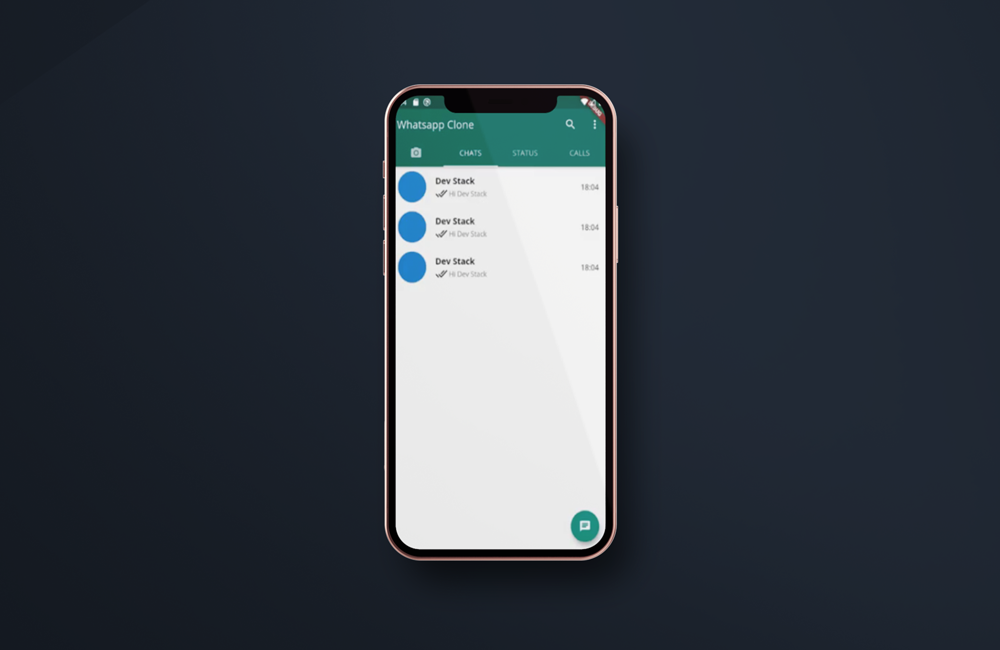 Whatsapp Clone
CHATS STATUS CALLS
Dev Stack
Hi Dev Stack
18:04
Dev Stack
Hi Dev Stack
18:04
Dev Stack
Hi Dev Stack
18:04